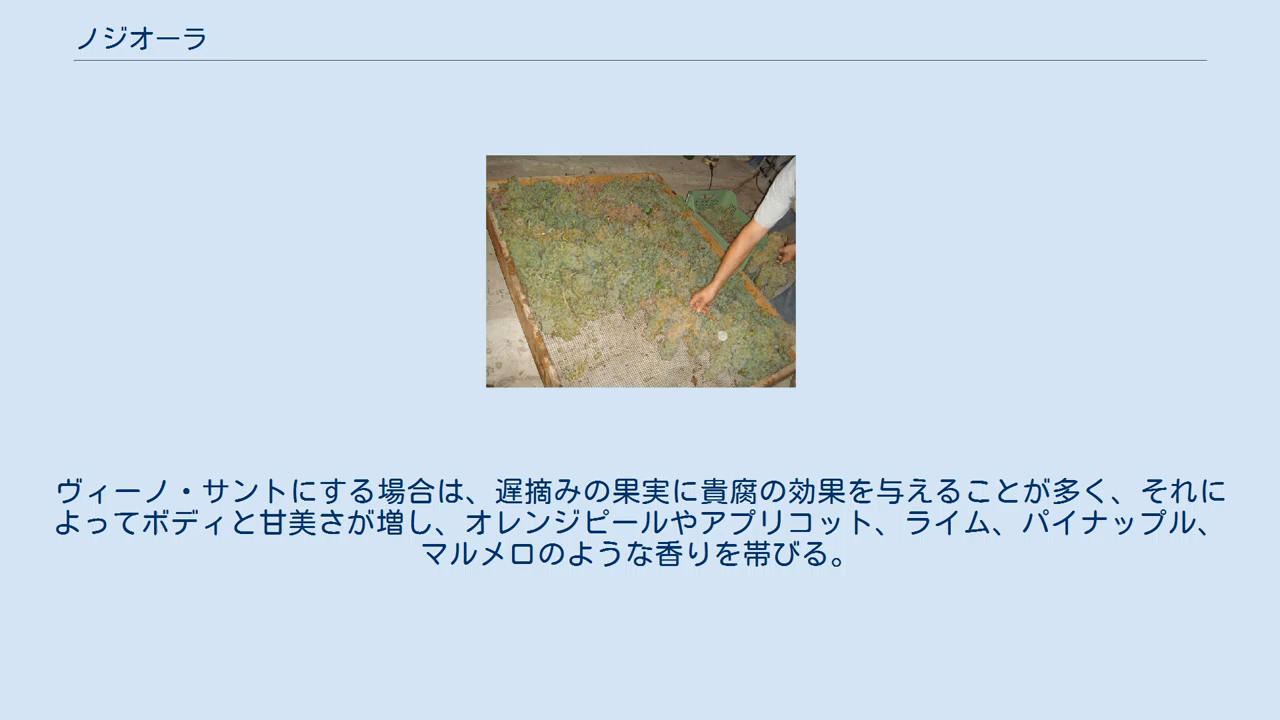 ノジオーラ
ヴィーノ・サントにする場合は、遅摘みの果実に貴腐の効果を与えることが多く、それに
よってボディと甘美さが増し、オレンジピールやアプリコット、ライム、パイナップル、
マルメロのような香りを帯びる。